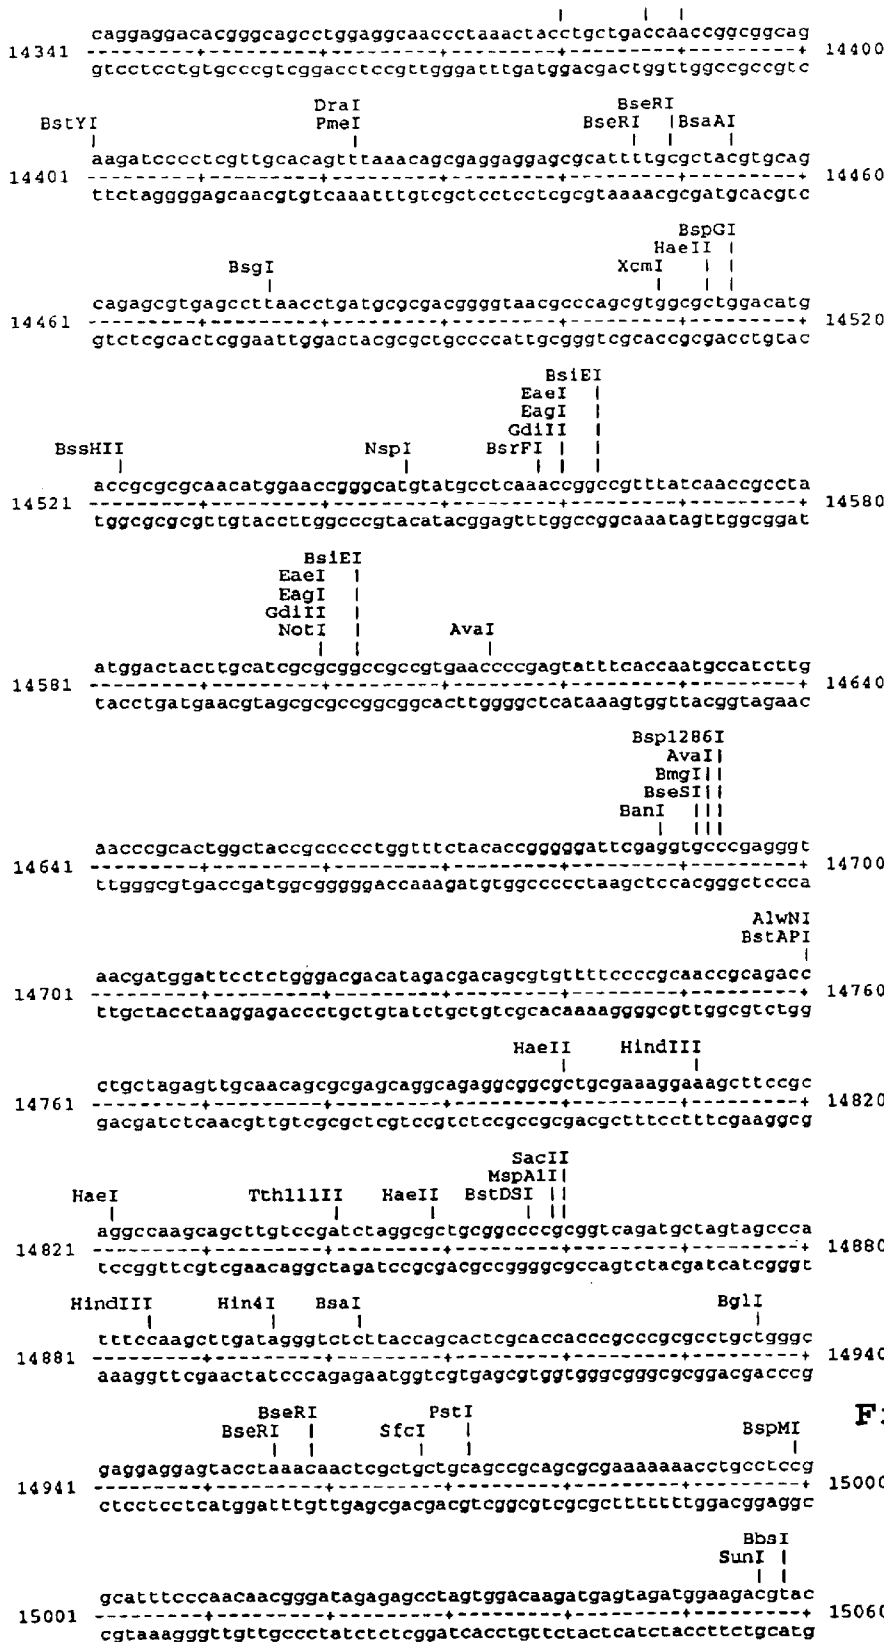 caggaggacacgggcagcctggaggcaaccctaaactacctgctgaccaaccggcggcag
14341 ---------+---------+---------+---------+---------+---------+ 14400
gtcctcctgtgcccgtcggacctccgttgggatttgatggacgactggttggccgccgtc
DraI BseRI
BstYI PmeI BseRI BsaAI
aagatcccctcgttgcacagtttaaacagcgaggaggagcgcattttgcgctacgtgcag
14401 ---------+---------+---------+---------+---------+---------+ 14460
ttctaggggagcaacgtgtcaaatttgtcgctcctcctcgcgtaaaacgcgatgcacgtc
BspGI
HaeII
BsgI XcmI
cagagcgtgagccttaacctgatgcgcgacggggtaacgcccagcgtggcgctggacatg
14461 ---------+---------+---------+---------+---------+---------+ 14520
gtctcgcactcggaattggactacgcgctgccccattgcgggtcgcaccgcgacctgtac
BsiEI
EaeI
EagI
GdiII
BssHII NspI BsrFI
accgcgcgcaacatggaaccgggcatgtatgcctcaaaccggccgtttatcaaccgccta
14521 ---------+---------+---------+---------+---------+---------+ 14580
tggcgcgcgttgtaccttggcccgtacatacggagtttggccggcaaatagttggcggat
BsiEI
EaeI
EagI
GdiII
NotI AvaI
atggactacttgcatcgcgcggccgccgtgaaccccgagtatttcaccaatgccatcttg
14581 ---------+---------+---------+---------+---------+---------+ 14640
tacctgatgaacgtagcgcgccggcggcacttggggctcataaagtggttacggtagaac
Bsp1286I
AvaI
BmgI
BseSI
BanI
aacccgcactggctaccgccccctggtttctacaccgggggattcgaggtgcccgagggt
14641 ---------+---------+---------+---------+---------+---------+ 14700
ttgggcgtgaccgatggcgggggaccaaagatgtggccccctaagctccacgggctccca
AlwNI
BstAPI
aacgatggattcctctgggacgacatagacgacagcgtgttttccccgcaaccgcagacc
14701 ---------+---------+---------+---------+---------+---------+ 14760
ttgctacctaaggagaccctgctgtatctgctgtcgcacaaaaggggcgttggcgtctgg
HaeII HindIII
ctgctagagttgcaacagcgcgagcaggcagaggcggcgctgcgaaaggaaagcttccgc
14761 ---------+---------+---------+---------+---------+---------+ 14820
gacgatctcaacgttgtcgcgctcgtccgtctccgccgcgacgctttcctttcgaaggcg
SacII
MspA1I
HaeI Tth111II HaeII BstDSI
aggccaagcagcttgtccgatctaggcgctgcggccccgcggtcagatgctagtagccca
14821 ---------+---------+---------+---------+---------+---------+ 14880
tccggttcgtcgaacaggctagatccgcgacgccggggcgccagtctacgatcatcgggt
HindIII Hin4I BsaI BglI
tttccaagcttgatagggtctcttaccagcactcgcaccacccgcccgcgcctgctgggc
14881 ---------+---------+---------+---------+---------+---------+ 14940
aaaggttcgaactatcccagagaatggtcgtgagcgtggtgggcgggcgcggacgacccg
BseRI PstI
BseRI SfcI BspMI
gaggaggagtacctaaacaactcgctgctgcagccgcagcgcgaaaaaaacctgcctccg
14941 ---------+---------+---------+---------+---------+---------+ 15000
ctcctcctcatggatttgttgagcgacgacgtcggcgtcgcgctttttttggacggaggc
BbsI
SunI
gcatttcccaacaacgggatagagagcctagtggacaagatgagtagatggaagacgtac
15001 ---------+---------+---------+---------+---------+---------+ 15060
cgtaaagggttgttgccctatctctcggatcacctgttctactcatctaccttctgcatg